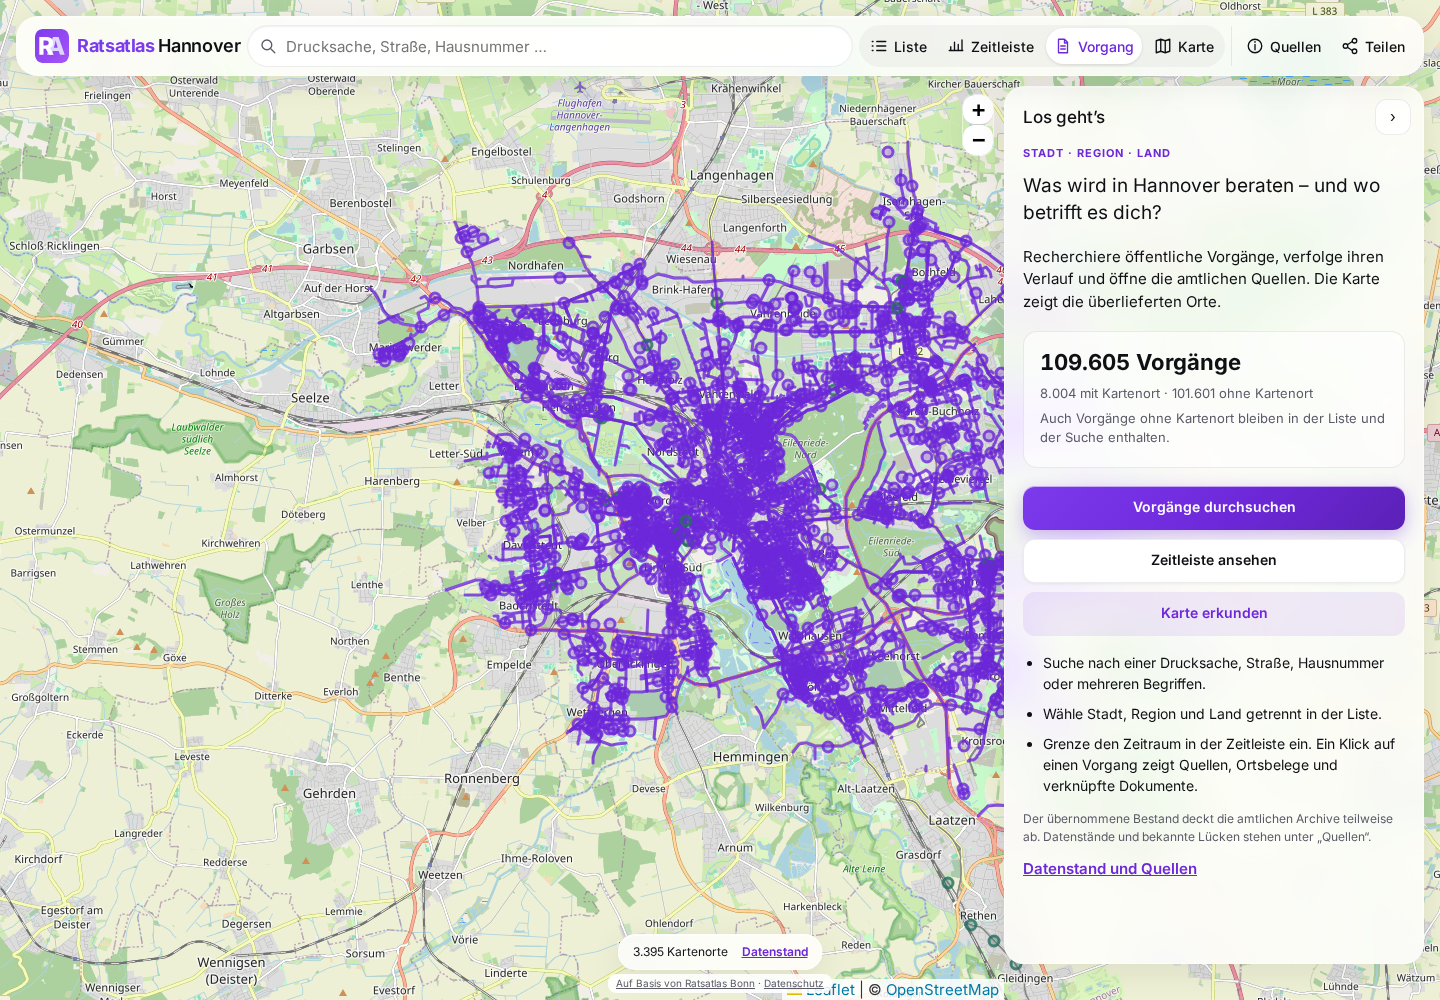 Ratsatlas Hannover
Drucksache, Straße, Hausnummer ...
Liste
Zeitleiste
Vorgang
Karte
Quellen
Teilen
+
−
Los geht’s
STADT · REGION · LAND
Was wird in Hannover beraten – und wo
betrifft es dich?
Recherchiere öffentliche Vorgänge, verfolge ihren
Verlauf und öffne die amtlichen Quellen. Die Karte
zeigt die überlieferten Orte.
109.605 Vorgänge
8.004 mit Kartenort · 101.601 ohne Kartenort
Auch Vorgänge ohne Kartenort bleiben in der Liste und
der Suche enthalten.
Vorgänge durchsuchen
Zeitleiste ansehen
Karte erkunden
Suche nach einer Drucksache, Straße, Hausnummer
oder mehreren Begriffen.
Wähle Stadt, Region und Land getrennt in der Liste.
Grenze den Zeitraum in der Zeitleiste ein. Ein Klick auf
einen Vorgang zeigt Quellen, Ortsbelege und
verknüpfte Dokumente.
Der übernommene Bestand deckt die amtlichen Archive teilweise
ab. Datenstände und bekannte Lücken stehen unter „Quellen“.
Datenstand und Quellen
Oldhorst
L 383
Frielingen
Osterwald
Unterende
Osterwald
Oberende
Flughafen
Hannover-
Langenhagen
Krähenwinkel
Niedernhägener
Bauerschaft
Kircher Bauerschaft
Stelingen
Engelbostel
Horst
Meyenfeld
Berenbostel
Schulenburg
Langenhagen
Godshorn
Silberseesiedlung
Langenforth
Schloß Ricklingen
Garbsen
Nordhafen
Wiesenau
Auf der Horst
Brink-Hafen
Bothfeld
Altgarbsen
Gümmer
Dedensen
Lohnde
Letter
Seelze
Laubwälder
südlich
Seelze
Letter-Süd
Nordstadt
Eilenriede-
Nord
Almhorst
Harenberg
Döteberg
Ostermunzel
Kirchwehren
Velber
Barrigsen
Lathwehren
Lenthe
Eilenriede-
Süd
Großes
Holz
Northen
Stemmen
Göxe
Benthe
Empelde
Großgoltern
Ditterke
Everloh
Eckerde
Leveste
Ronnenberg
Hemmingen
Gehrden
Devese
Alt-Laatzen
Wilkenburg
Laatzen
Langreder
Kirchdorf
Redderse
Ihme-Roloven
Arnum
Grasdorf
Weetzen
Alte Leine
Egestorf am
Deister
Lemmie
Degersen
Harkenbleck
Rethen
Ohlendorf
Vörie
Reden
Sorsum
Wennigsen
(Deister)
Linderte
Gleidingen
Wennigser
Evestorf
Wätzum
3.395 Kartenorte
Datenstand
Auf Basis von Ratsatlas Bonn · Datenschutz
Leaflet | © OpenStreetMap